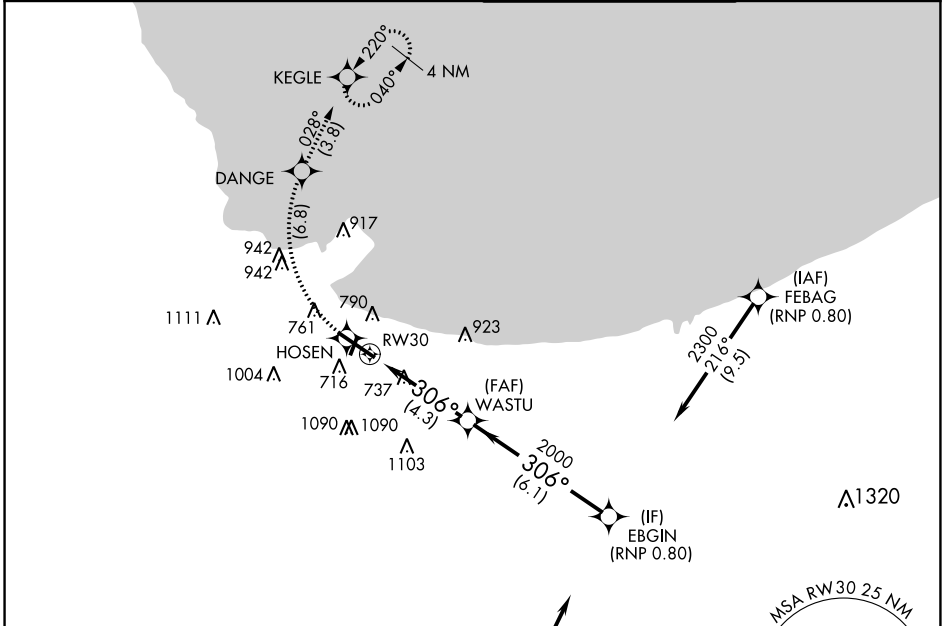 220°
KEGLE
040°
4 NM
028°
(3.8)
DANGE
(6.8)
917
942
942
(IAF)
FEBAG
(RNP 0.80)
1111
761
790
923
RW30
HOSEN
2300
216°
(9.5)
1004
716
737
306°
(4.3)
(FAF)
WASTU
1090
1090
1103
2000
306°
(6.1)
1320
(IF)
EBGIN
(RNP 0.80)
MSA RW30 25 NM